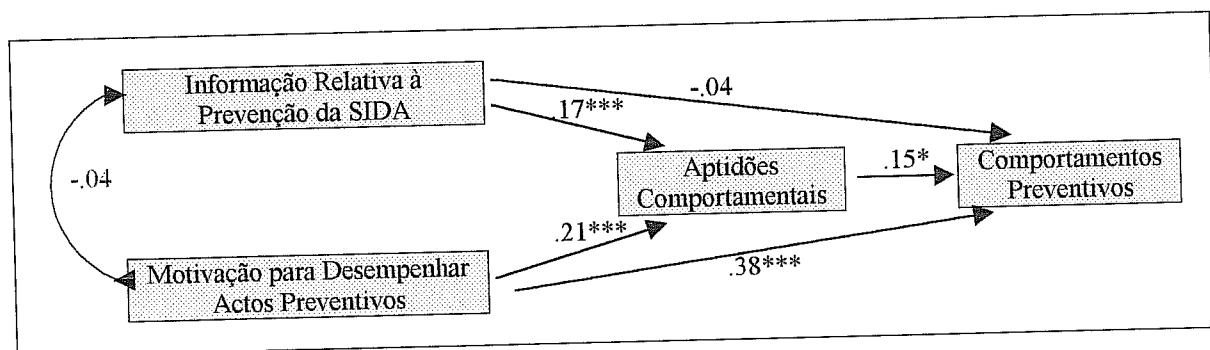 Informação Relativa à
Prevenção da SIDA
-.04
.17***
-.04
Aptidões
Comportamentais
.15*
Comportamentos
Preventivos
.21***
Motivação para Desempenhar
Actos Preventivos
.38***